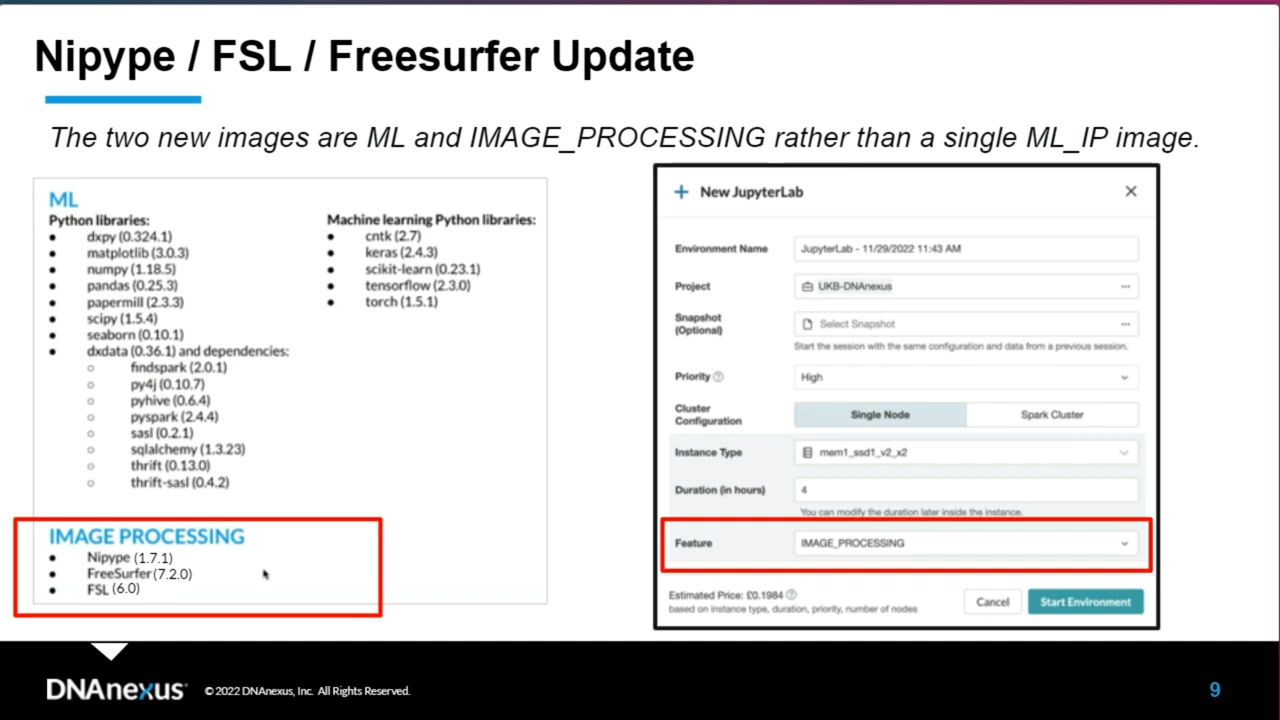 Nipype / FSL / Freesurfer Update
The two new images are ML and IMAGE_PROCESSING rather than a single ML_IP image.
ML
Python libraries:
• dxpy (0.324.1)
• matplotlib (3.0.3)
• numpy (1.18.5)
• pandas (0.25.3)
• papermill (2.3.3)
• scipy (1.5.4)
• seaborn (0.10.1)
• dxdata (0.36.1) and dependencies:
○ findspark (2.0.1)
○ py4j (0.10.7)
○ pyhive (0.6.4)
○ pyspark (2.4.4)
○ sasl (0.2.1)
○ sqlalchemy (1.3.23)
○ thrift (0.13.0)
○ thrift-sasl (0.4.2)
Machine learning Python libraries:
• cntk (2.7)
• keras (2.4.3)
• scikit-learn (0.23.1)
• tensorflow (2.3.0)
• torch (1.5.1)
IMAGE PROCESSING
• Nipype (1.7.1)
• FreeSurfer (7.2.0)
• FSL (6.0)
New JupyterLab
Environment Name JupyterLab - 11/29/2022 11:43 AM
Project UKB-DNAnexus
Snapshot
(Optional)
Select Snapshot
Start the session with the same configuration and data from a previous session.
Priority High
Cluster
Configuration
Single Node Spark Cluster
Instance Type mem1_ssd1_v2_x2
Duration (in hours) 4
You can modify the duration later inside the instance.
Feature IMAGE_PROCESSING
Estimated Price: £0.1984
based on instance type, duration, priority, number of nodes
Cancel Start Environment
DNAnexus © 2022 DNAnexus, Inc. All Rights Reserved.
9